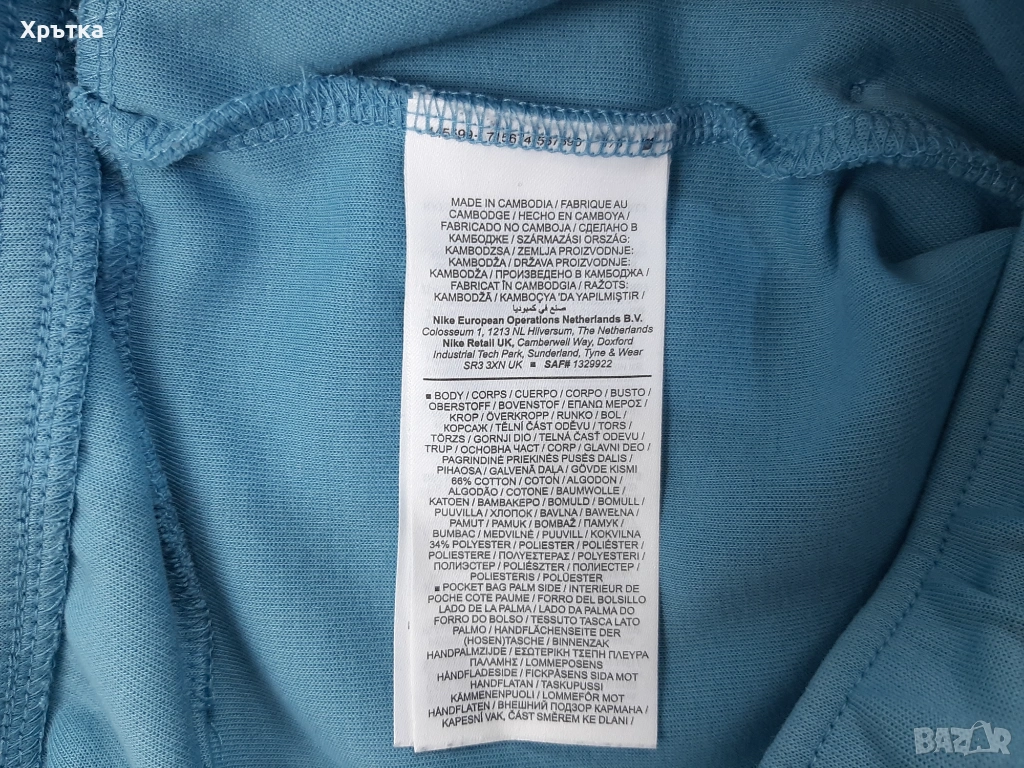 Хрътка
MADE IN CAMBODIA / FABRIQUE AU
CAMBODGE / HECHO EN CAMBOYA /
FABRICADO NO CAMBOJA / СДЕЛАНО В
КАМБОДЖЕ / SZÁRMAZÁSI ORSZÁG:
KAMBODZSA / ZEMLJA PROIZVODNJE:
KAMBODŽA / DRŽAVA PROIZVODNJE:
KAMBODŽA / ПРОИЗВЕДЕНО В КАМБОДЖА /
FABRICAT ÎN CAMBODGIA / RAŽOTS:
KAMBODŽĀ / KAMBOÇYA 'DA YAPILMIŞTIR /
صنع في كمبوديا
Nike European Operations Netherlands B.V.
Colosseum 1, 1213 NL Hilversum, The Netherlands
Nike Retail UK, Camberwell Way, Doxford
Industrial Tech Park, Sunderland, Tyne & Wear
SR3 3XN UK ■ SAF# 1329922
■ BODY / CORPS / CUERPO / CORPO / BUSTO /
OBERSTOFF / BOVENSTOF / ΕΠΑΝΩ ΜΕΡΟΣ /
KROP / ÖVERKROPP / RUNKO / BOL /
КОРСАЖ / TĚLNÍ ČÁST ODĚVU / TORS /
TÖRZS / GORNJI DIO / TELNÁ ČASŤ ODEVU /
TRUP / ОСНОВНА ЧАСТ / CORP / GLAVNI DEO /
PAGRINDINĖ PRIEKINĖS PUSĖS DALIS /
PIHAOSA / GALVENĀ DAĻA / GÖVDE KISMI
66% COTTON / COTON / ALGODON /
ALGODÃO / COTONE / BAUMWOLLE /
KATOEN / ΒΑΜΒΑΚΕΡΟ / BOMULD / BOMULL /
PUUVILLA / ХЛОПОК / BAVLNA / BAWEŁNA /
PAMUT / PAMUK / BOMBAŽ / ПАМУК /
BUMBAC / MEDVILNĖ / PUUVILL / KOKVILNA
34% POLYESTER / POLIESTER / POLIÉSTER /
POLIESTERE / ΠΟΛΥΕΣΤΕΡΑΣ / POLYESTERI /
ПОЛИЭСТЕР / POLIÉSZTER / ПОЛИЕСТЕР /
POLIESTERIS / POLÜESTER
■ POCKET BAG PALM SIDE / INTERIEUR DE
POCHE COTE PAUME / FORRO DEL BOLSILLO
LADO DE LA PALMA / LADO DA PALMA DO
FORRO DO BOLSO / TESSUTO TASCA LATO
PALMO / HANDFLÄCHENSEITE DER
(HOSEN)TASCHE / BINNENZAK
HANDPALMZIJDE / ΕΣΩΤΕΡΙΚΗ ΤΣΕΠΗ ΠΛΕΥΡΑ
ΠΑΛΑΜΗΣ / LOMMEPOSENS
HÅNDFLADESIDE / FICKPÅSENS SIDA MOT
HANDFLATAN / TASKUPUSSI
KÄMMENENPUOLI / LOMMEFÔR MOT
HÅNDFLATEN / ВНЕШНИЙ ПОДЗОР КАРМАНА /
KAPESNÍ VAK, ČÁST SMĚREM KE DLANI /
BAZAR